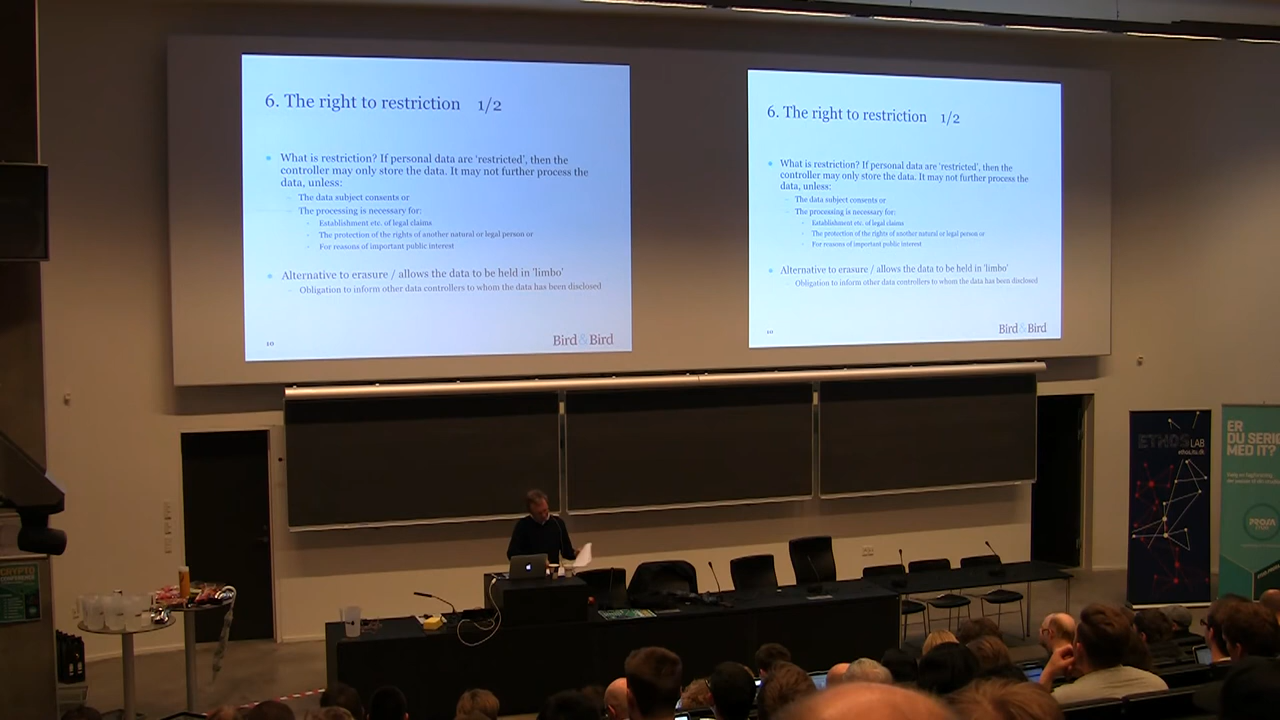 6. The right to restriction 1/2
What is restriction? If personal data are 'restricted', then the
controller may only store the data. It may not further process the
data, unless:
The data subject consents or
The processing is necessary for:
Establishment etc. of legal claims
The protection of the rights of another natural or legal person or
For reasons of important public interest
Alternative to erasure / allows the data to be held in 'limbo'
Obligation to inform other data controllers to whom the data has been disclosed
10
Bird & Bird
6. The right to restriction 1/2
What is restriction? If personal data are 'restricted', then the
controller may only store the data. It may not further process the
data, unless:
The data subject consents or
The processing is necessary for:
Establishment etc. of legal claims
The protection of the rights of another natural or legal person or
For reasons of important public interest
Alternative to erasure / allows the data to be held in 'limbo'
Obligation to inform other data controllers to whom the data has been disclosed
10
Bird & Bird
ETHOS LAB
ethos.itu.dk
ER
DU SERIØ
MED IT?
PROSA
CRYPTO
CONFERENCE